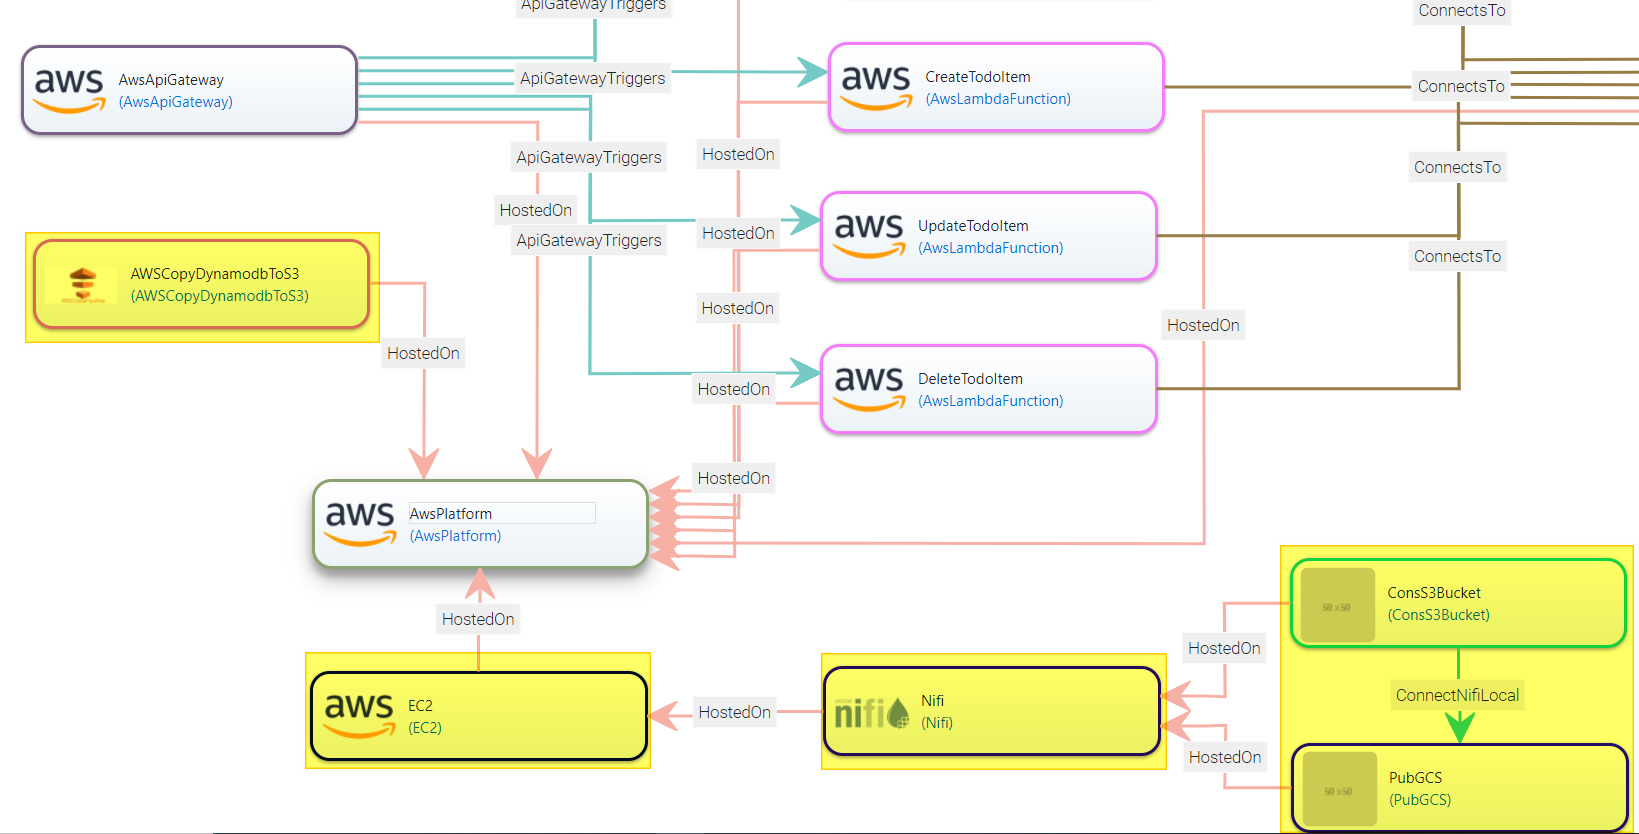 ApiGatewayTriggers
ConnectsTo
aws
AwsApiGateway
(AwsApiGateway)
ApiGatewayTriggers
aws
CreateTodoItem
(AwsLambdaFunction)
ConnectsTo
ApiGatewayTriggers
HostedOn
ConnectsTo
HostedOn
ApiGatewayTriggers
HostedOn
aws
UpdateTodoItem
(AwsLambdaFunction)
ConnectsTo
AWSCopyDynamodbToS3
(AWSCopyDynamodbToS3)
HostedOn
HostedOn
HostedOn
HostedOn
aws
DeleteTodoItem
(AwsLambdaFunction)
HostedOn
aws
AwsPlatform
(AwsPlatform)
HostedOn
50 x 50
ConsS3Bucket
(ConsS3Bucket)
HostedOn
ConnectNifiLocal
aws
EC2
(EC2)
HostedOn
nifi
Nifi
(Nifi)
HostedOn
50 x 50
PubGCS
(PubGCS)